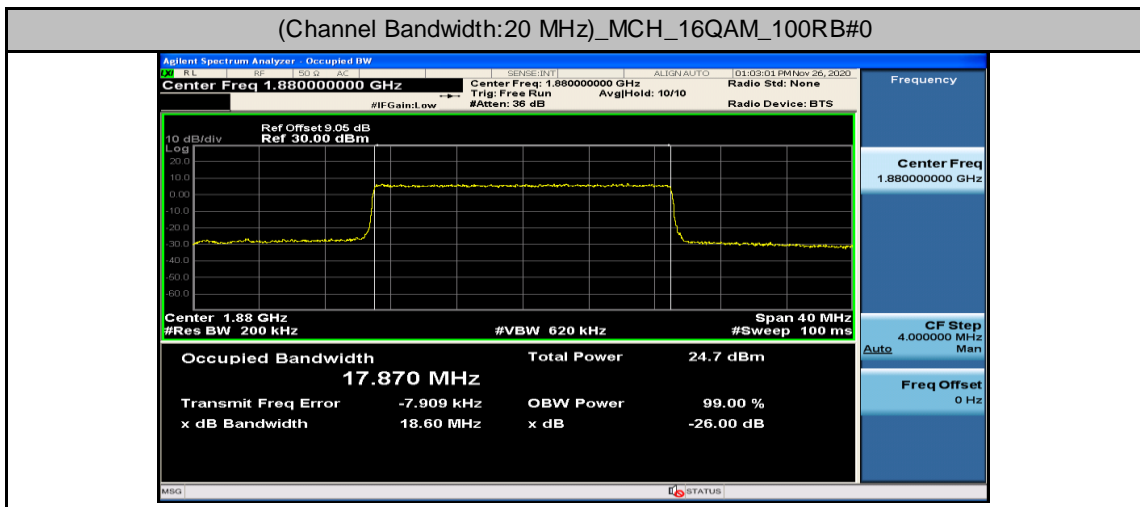 (Channel Bandwidth:20 MHz)_MCH_16QAM_100RB#0
Agilent Spectrum Analyzer - Occupied BW
LXI RL RF 50 Ω AC SENSE:INT ALIGN AUTO 01:03:01 PM Nov 26, 2020
Center Freq 1.880000000 GHz
Center Freq: 1.880000000 GHz
Radio Std: None
Trig: Free Run Avg|Hold: 10/10
#IFGain:Low
#Atten: 36 dB
Radio Device: BTS
Ref Offset 9.05 dB
10 dB/div Ref 30.00 dBm
Log
20.0
10.0
0.00
-10.0
-20.0
-30.0
-40.0
-50.0
-60.0
Center 1.88 GHz Span 40 MHz
#Res BW 200 kHz #VBW 620 kHz #Sweep 100 ms
Occupied Bandwidth Total Power 24.7 dBm
17.870 MHz
Transmit Freq Error -7.909 kHz OBW Power 99.00 %
x dB Bandwidth 18.60 MHz x dB -26.00 dB
MSG STATUS
Frequency
Center Freq
1.880000000 GHz
CF Step
4.000000 MHz
Auto Man
Freq Offset
0 Hz